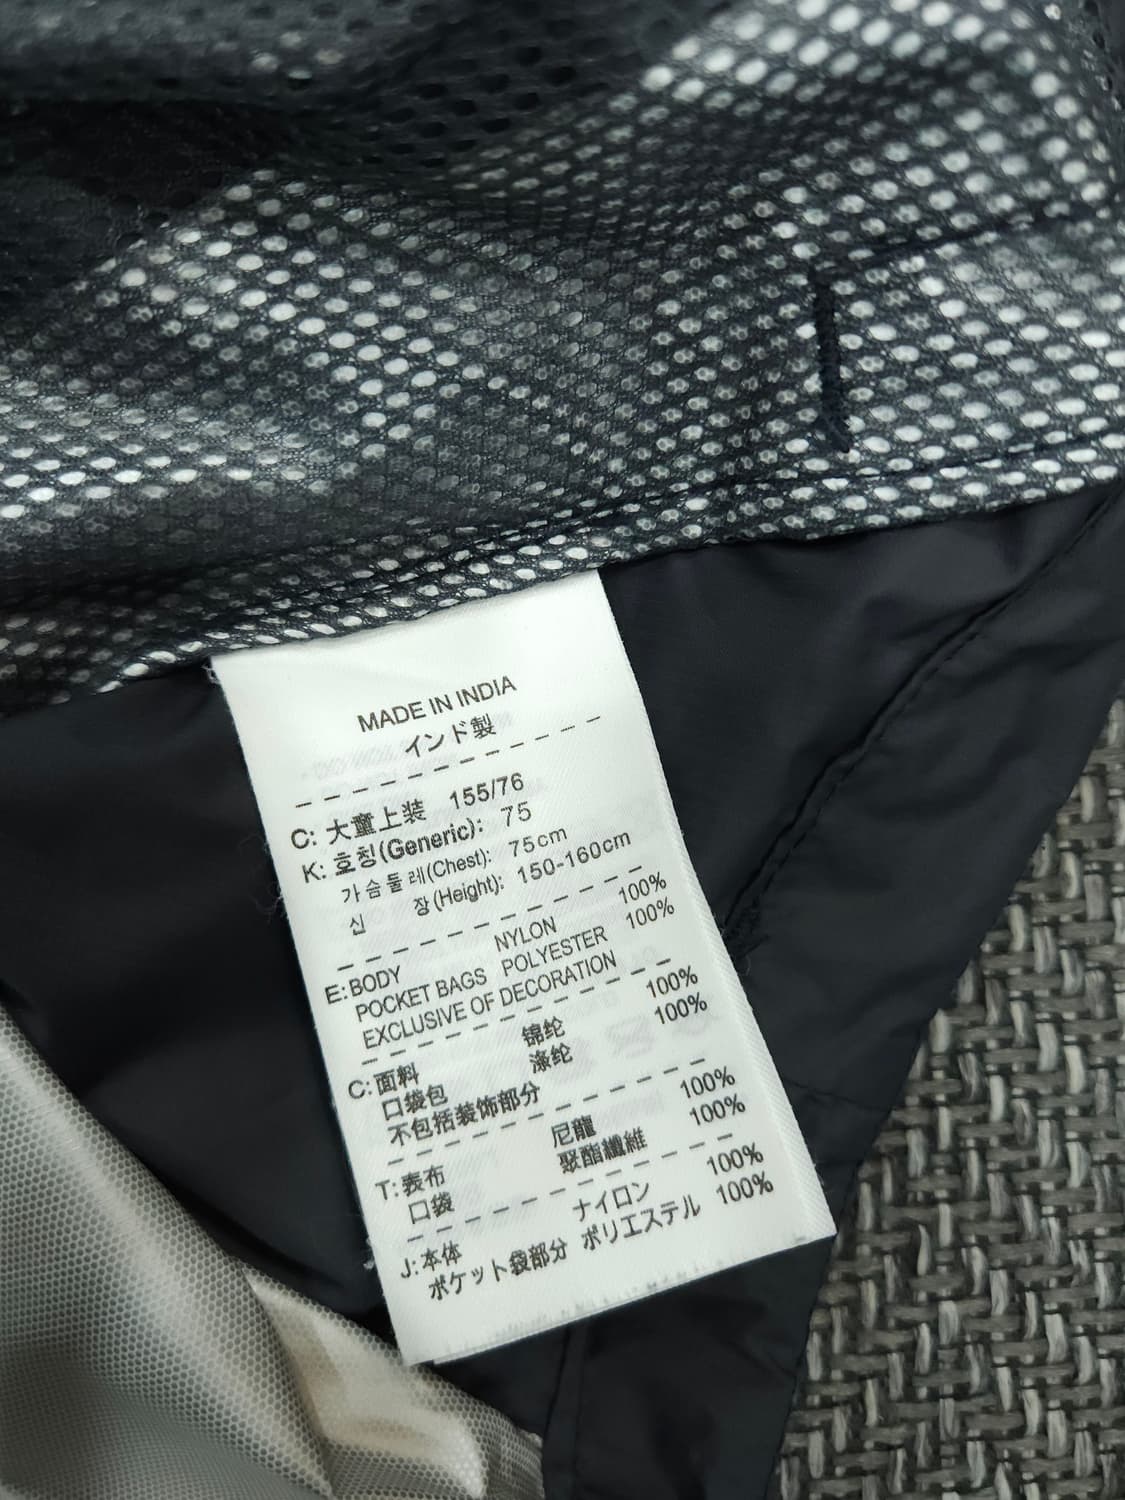 MADE IN INDIA
インド製
C: 大童上装 155/76
K: 호칭(Generic): 75
가슴둘레(Chest): 75cm
신 장(Height): 150-160cm
E:BODY NYLON 100%
POCKET BAGS POLYESTER 100%
EXCLUSIVE OF DECORATION
C:面料 锦纶 100%
口袋包 涤纶 100%
不包括装饰部分
T:表布 尼龍 100%
口袋 聚酯纖維 100%
J:本体 ナイロン 100%
ポケット袋部分 ポリエステル 100%